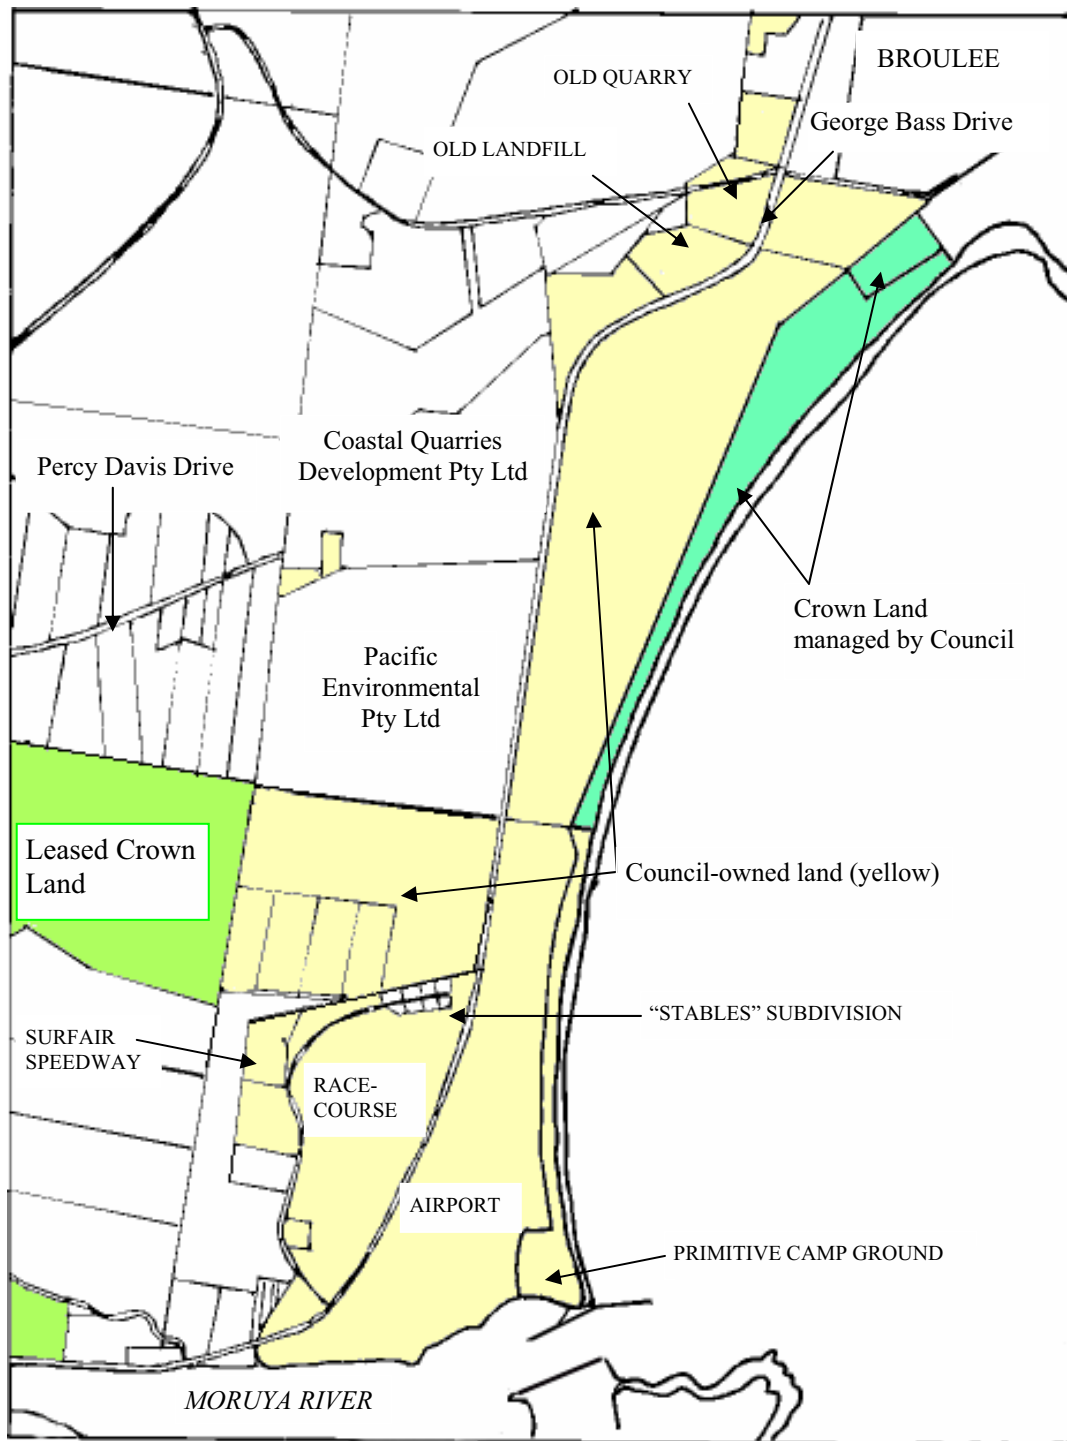 BROULEE
OLD QUARRY
George Bass Drive
OLD LANDFILL
Coastal Quarries
Development Pty Ltd
Percy Davis Drive
Crown Land
managed by Council
Pacific
Environmental
Pty Ltd
Leased Crown
Land
Council-owned land (yellow)
“STABLES” SUBDIVISION
SURFAIR
SPEEDWAY
RACE-
COURSE
AIRPORT
PRIMITIVE CAMP GROUND
MORUYA RIVER